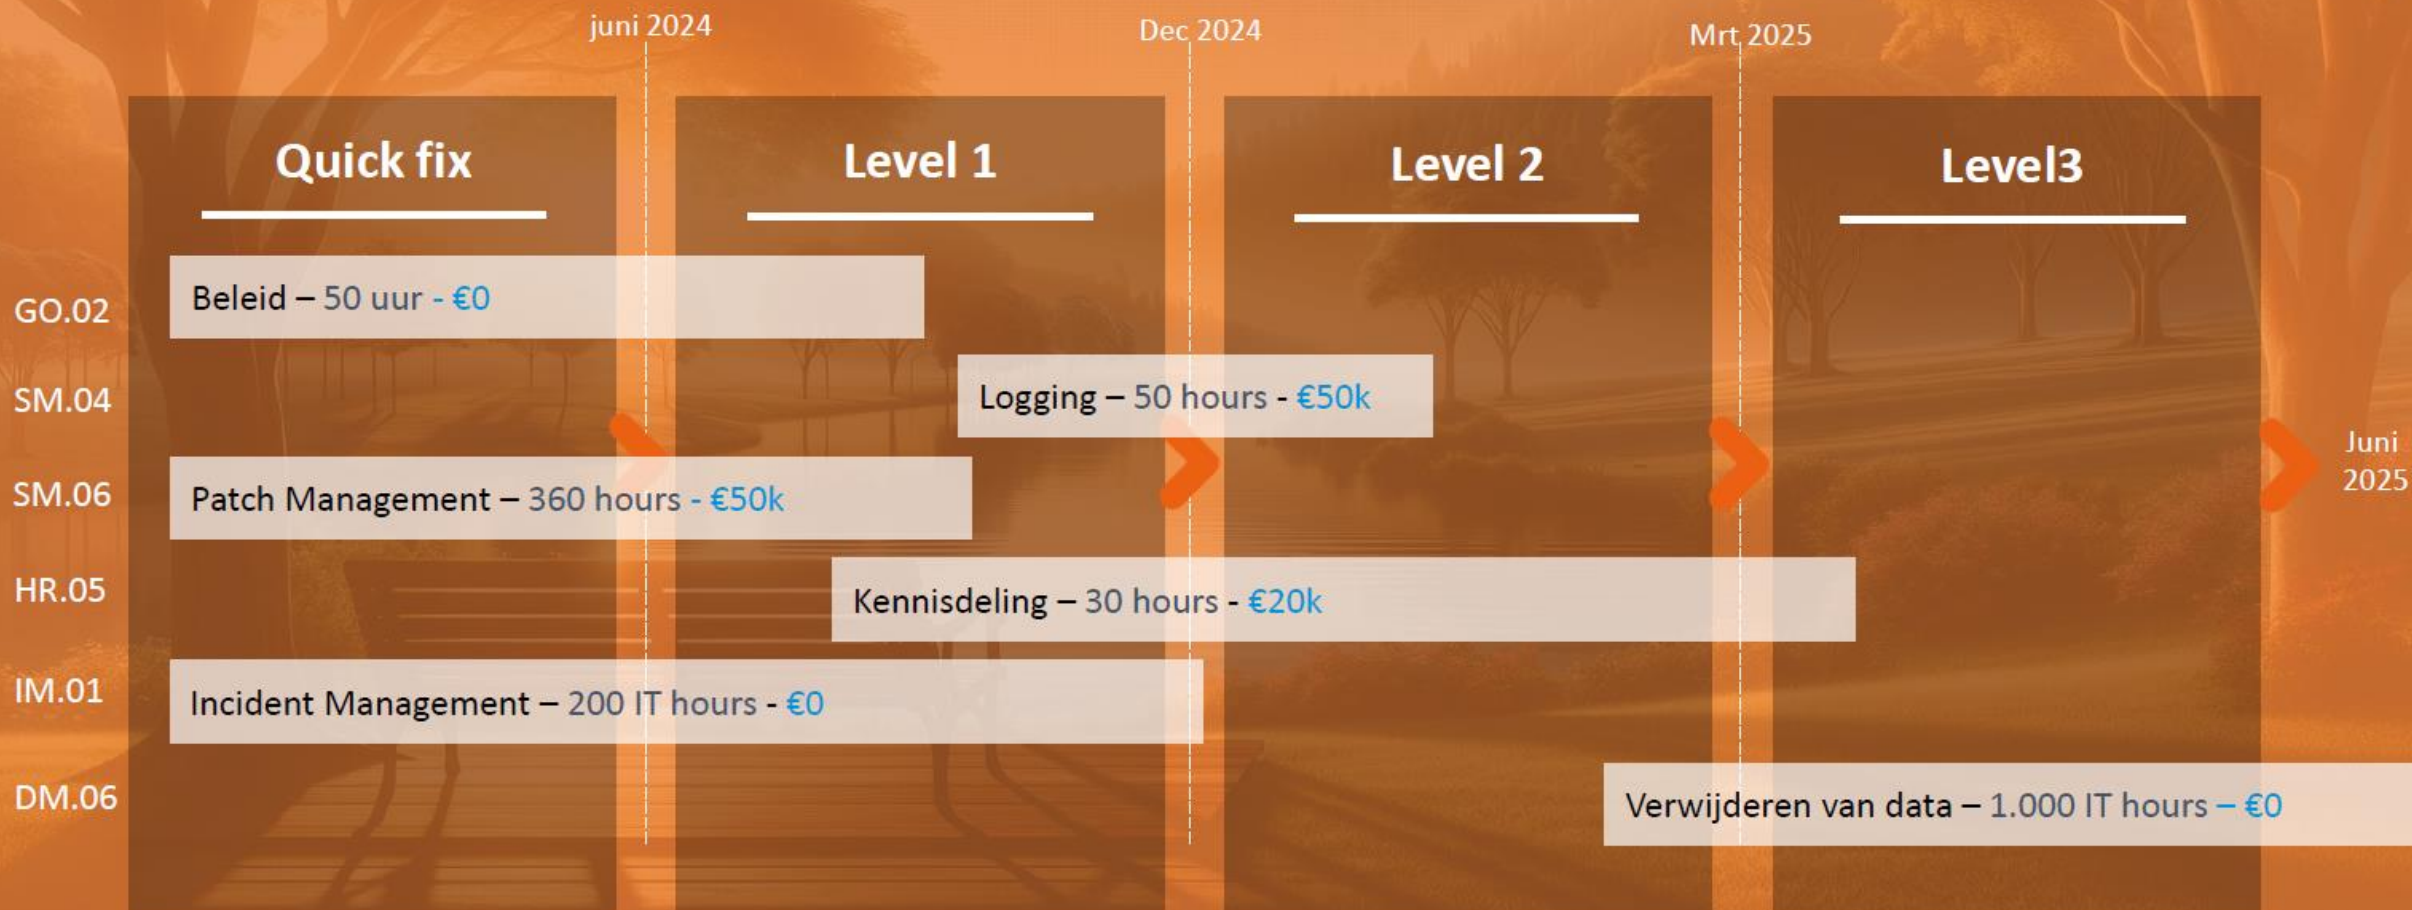 juni 2024
Dec 2024
Mrt 2025
Quick fix
Level 1
Level 2
Level3
GO.02
Beleid – 50 uur - €0
SM.04
Logging – 50 hours - €50k
Juni
2025
SM.06
Patch Management – 360 hours - €50k
HR.05
Kennisdeling – 30 hours - €20k
IM.01
Incident Management – 200 IT hours - €0
DM.06
Verwijderen van data – 1.000 IT hours – €0